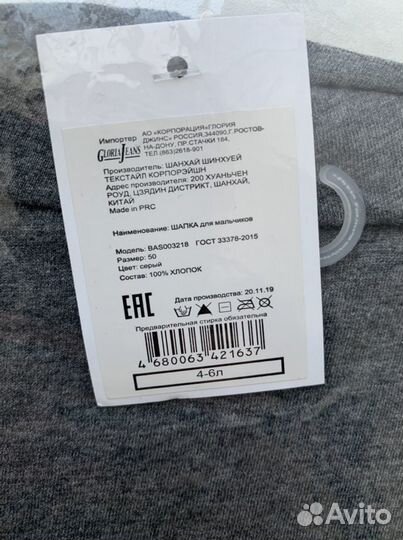 АО «КОРПОРАЦИЯ«ГЛОРИЯ
Импортер ДЖИНС» РОССИЯ,344090,Г.РОСТОВ-
НА-ДОНУ, ПР.СТАЧКИ 184,
GLORIA JEANS ТЕЛ.(863)2618-901
Производитель: ШАНХАЙ ШИНХУЕЙ
ТЕКСТАЙЛ КОРПОРЭЙШН
Адрес производителя: 200 ХУАНЬЧЕН
РОУД, ЦЗЯДИН ДИСТРИКТ, ШАНХАЙ,
КИТАЙ
Made in PRC
Наименование: ШАПКА для мальчиков
Модель: BAS003218 ГОСТ 33378-2015
Размер: 50
Цвет: серый
Состав: 100% ХЛОПОК
EAC
Дата производства: 20.11.19
Предварительная стирка обязательна
4 680063 421637
4-6л
Avito